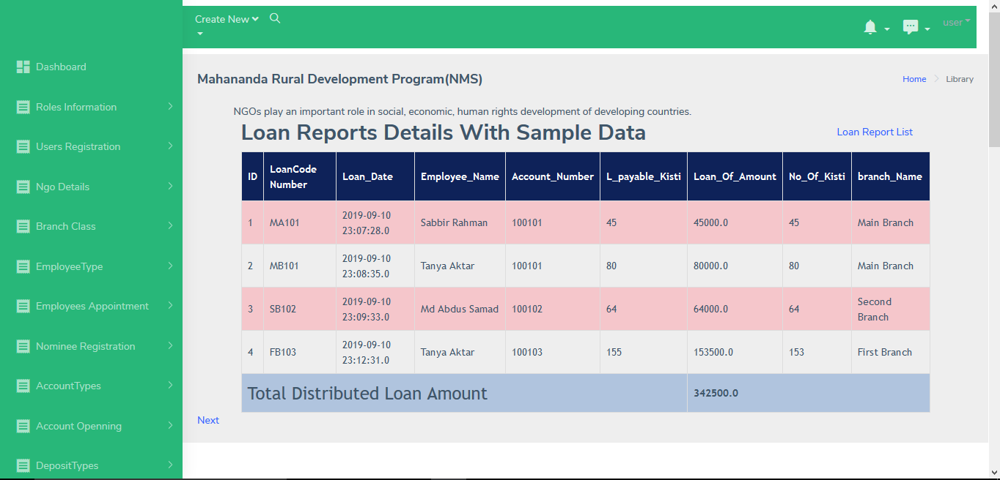 Create New
user
Dashboard
Roles Information
Users Registration
Ngo Details
Branch Class
EmployeeType
Employees Appointment
Nominee Registration
AccountTypes
Account Openning
DepositTypes
Mahananda Rural Development Program(NMS)
Home > Library
NGOs play an important role in social, economic, human rights development of developing countries.
Loan Reports Details With Sample Data
Loan Report List
ID LoanCode Number Loan_Date Employee_Name Account_Number L_payable_Kisti Loan_Of_Amount No_Of_Kisti branch_Name
1 MA101 2019-09-10 23:07:28.0 Sabbir Rahman 100101 45 45000.0 45 Main Branch
2 MB101 2019-09-10 23:08:35.0 Tanya Aktar 100101 80 80000.0 80 Main Branch
3 SB102 2019-09-10 23:09:33.0 Md Abdus Samad 100102 64 64000.0 64 Second Branch
4 FB103 2019-09-10 23:12:31.0 Tanya Aktar 100103 155 153500.0 153 First Branch
Total Distributed Loan Amount 342500.0
Next